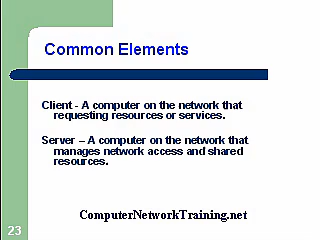 Common Elements
Client - A computer on the network that
requesting resources or services.
Server – A computer on the network that
manages network access and shared
resources.
ComputerNetworkTraining.net
23